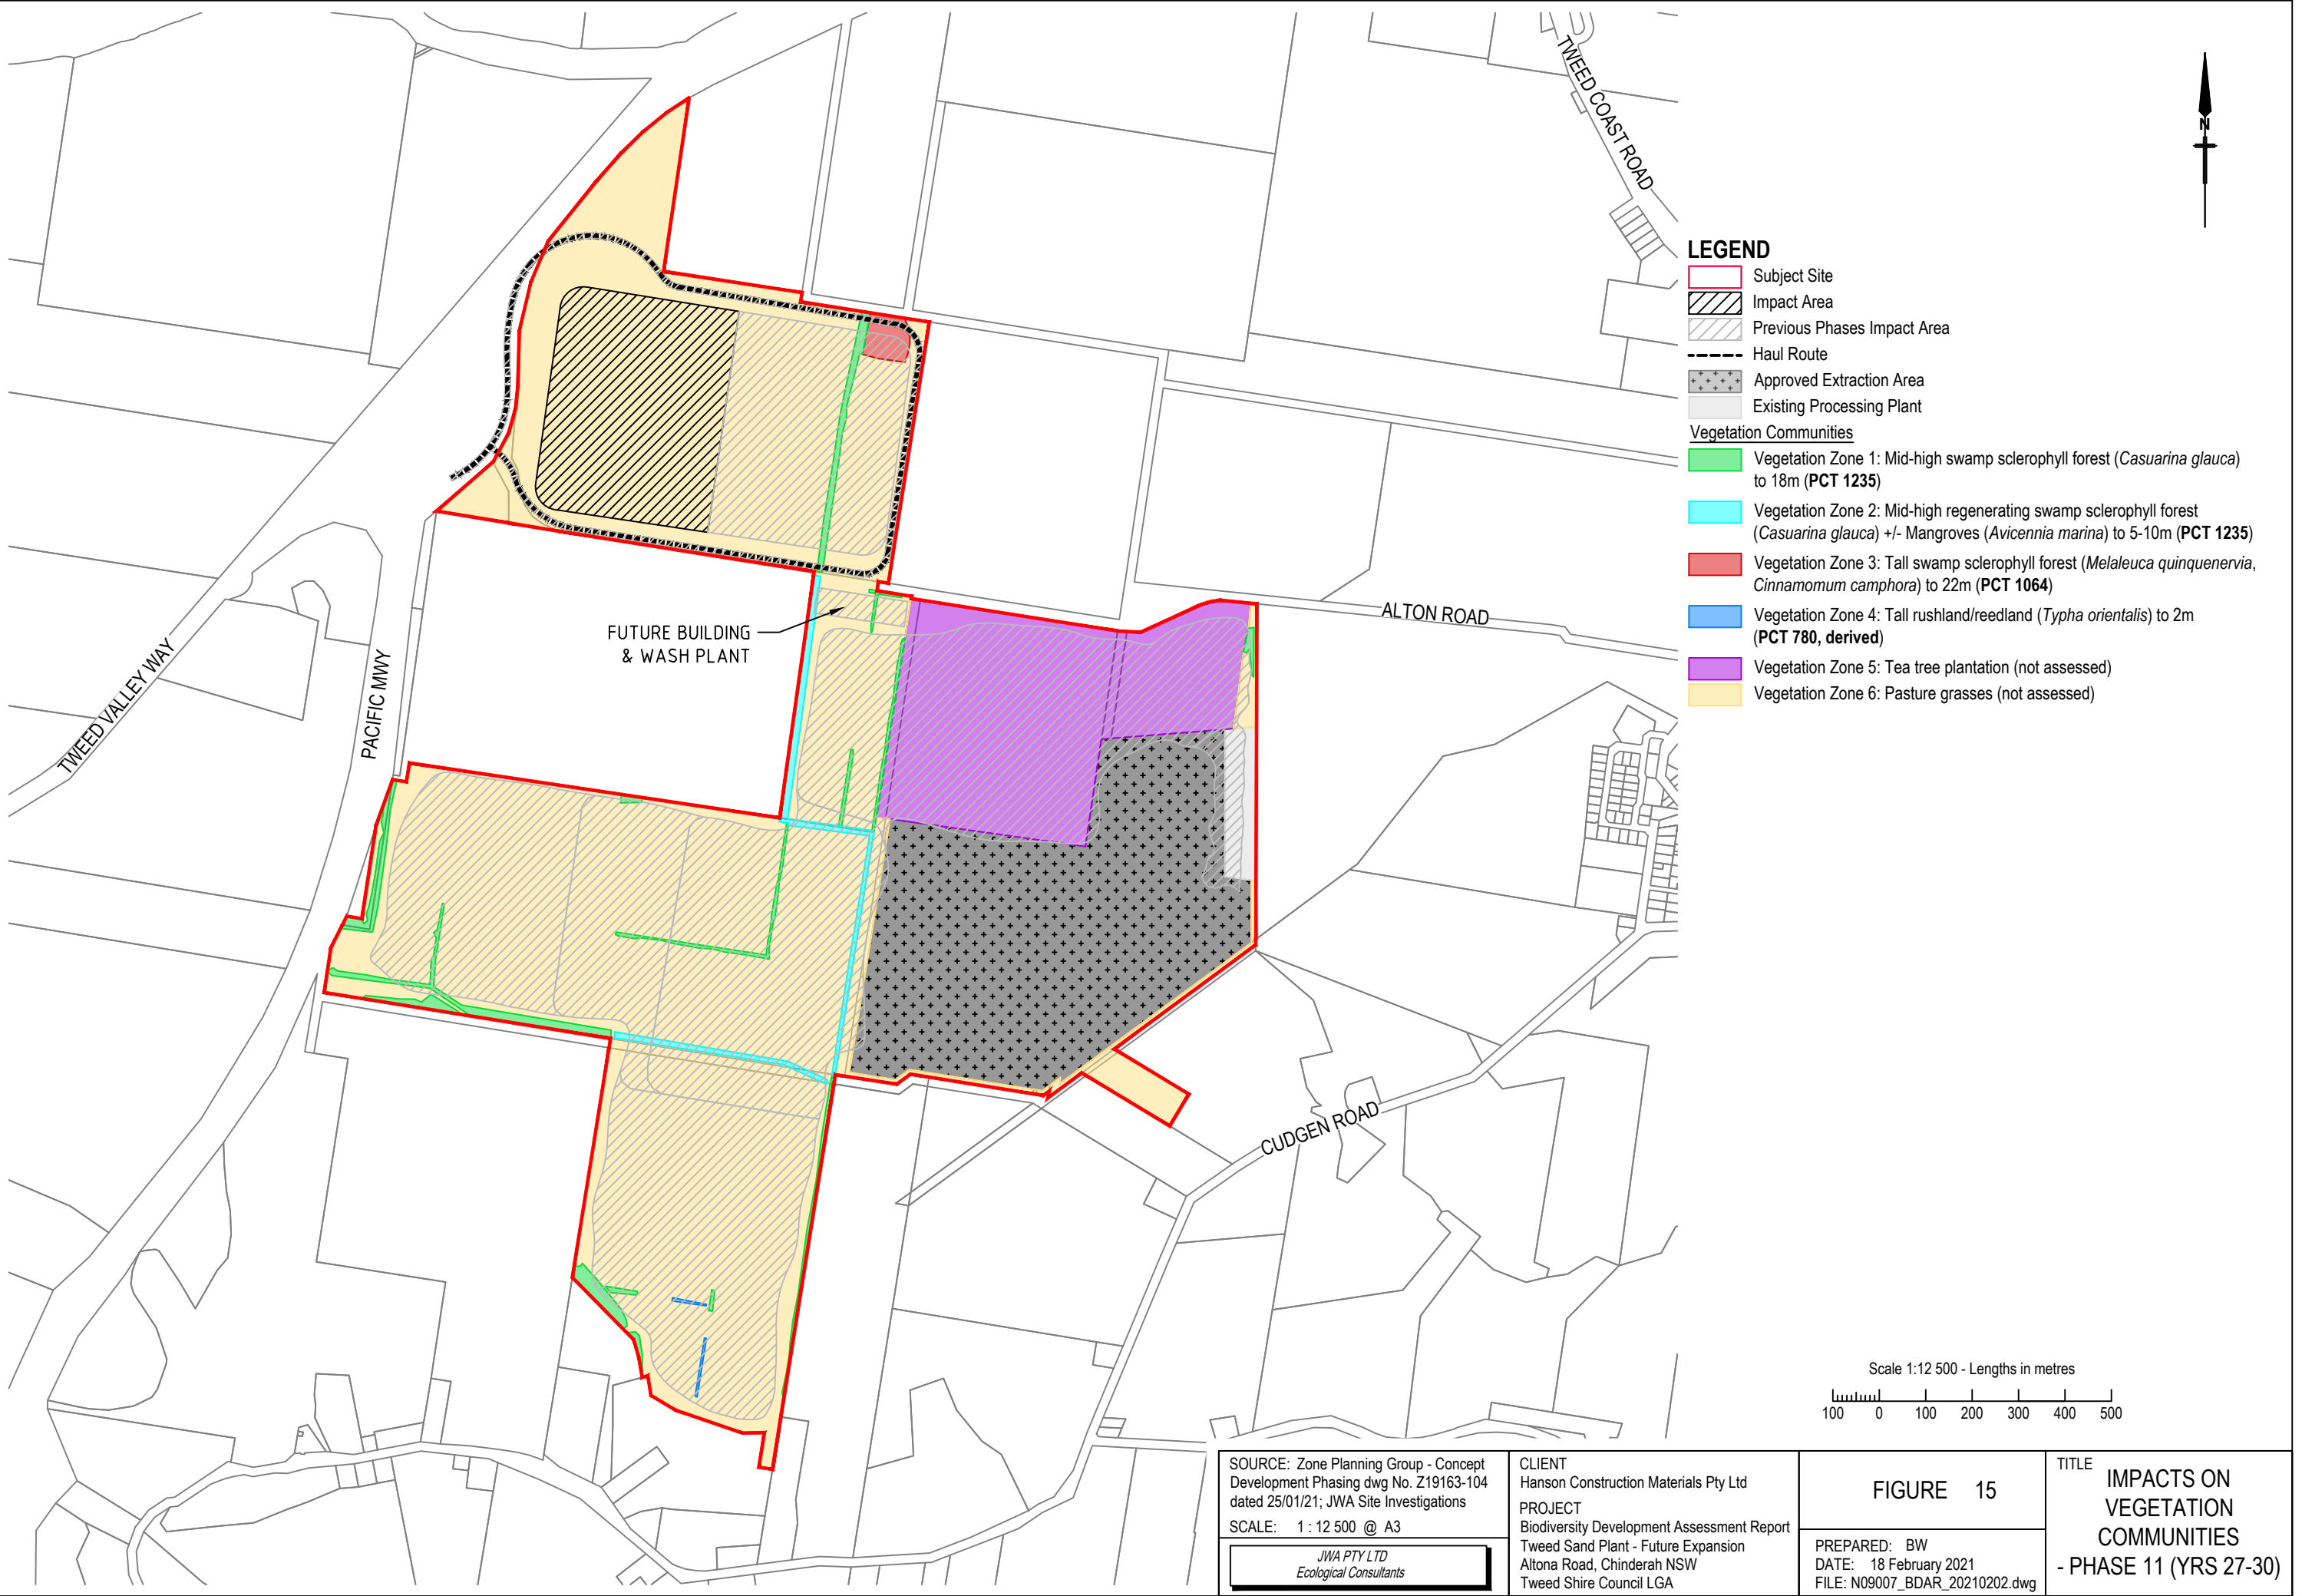 TWEED COAST ROAD
N
LEGEND
Subject Site
Impact Area
Previous Phases Impact Area
Haul Route
Approved Extraction Area
Existing Processing Plant
Vegetation Communities
Vegetation Zone 1: Mid-high swamp sclerophyll forest (Casuarina glauca)
to 18m (PCT 1235)
Vegetation Zone 2: Mid-high regenerating swamp sclerophyll forest
(Casuarina glauca) +/- Mangroves (Avicennia marina) to 5-10m (PCT 1235)
Vegetation Zone 3: Tall swamp sclerophyll forest (Melaleuca quinquenervia,
Cinnamomum camphora) to 22m (PCT 1064)
Vegetation Zone 4: Tall rushland/reedland (Typha orientalis) to 2m
(PCT 780, derived)
Vegetation Zone 5: Tea tree plantation (not assessed)
Vegetation Zone 6: Pasture grasses (not assessed)
ALTON ROAD
FUTURE BUILDING
& WASH PLANT
TWEED VALLEY WAY
PACIFIC MWY
CUDGEN ROAD
Scale 1:12 500 - Lengths in metres
100 0 100 200 300 400 500
SOURCE: Zone Planning Group - Concept
Development Phasing dwg No. Z19163-104
dated 25/01/21; JWA Site Investigations
SCALE: 1 : 12 500 @ A3
JWA PTY LTD
Ecological Consultants
CLIENT
Hanson Construction Materials Pty Ltd
PROJECT
Biodiversity Development Assessment Report
Tweed Sand Plant - Future Expansion
Altona Road, Chinderah NSW
Tweed Shire Council LGA
FIGURE 15
PREPARED: BW
DATE: 18 February 2021
FILE: N09007_BDAR_20210202.dwg
TITLE
IMPACTS ON
VEGETATION
COMMUNITIES
- PHASE 11 (YRS 27-30)